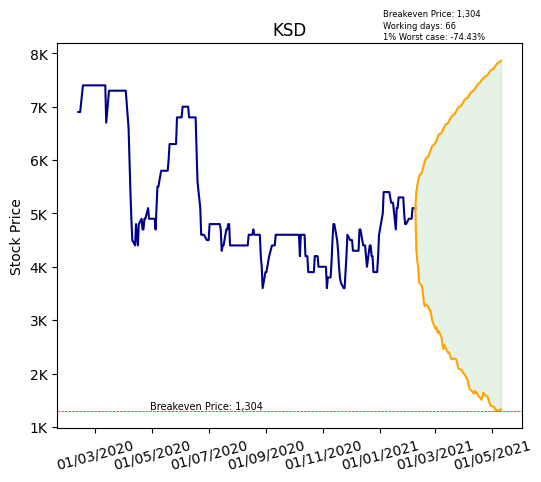 Breakeven Price: 1,304
Working days: 66
1% Worst case: -74.43%
KSD
8K
7K
6K
5K
4K
3K
2K
1K
Stock Price
Breakeven Price: 1,304
01/03/2020
01/05/2020
01/07/2020
01/09/2020
01/11/2020
01/01/2021
01/03/2021
01/05/2021